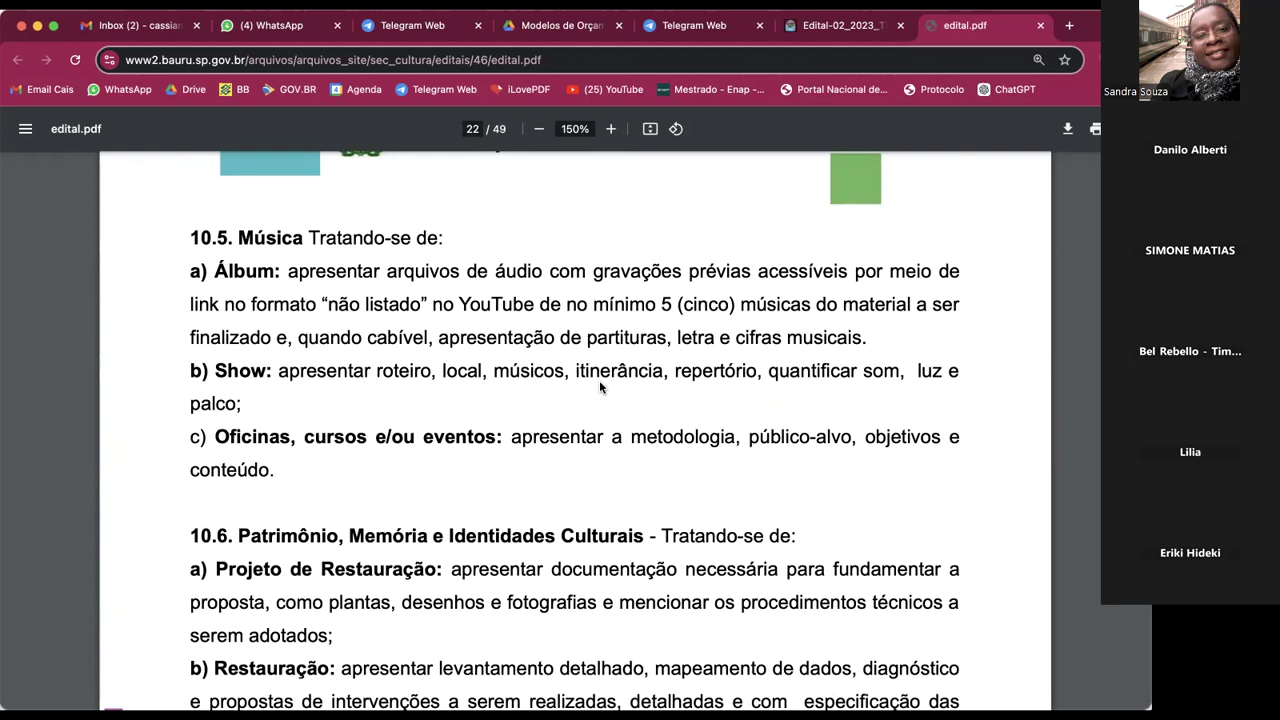 Inbox (2) - cassian
(4) WhatsApp
Telegram Web
Modelos de Orçan
Telegram Web
Edital-02_2023_T
edital.pdf
www2.bauru.sp.gov.br/arquivos/arquivos_site/sec_cultura/editais/46/edital.pdf
Email Cais
WhatsApp
Drive
BB
GOV.BR
Agenda
Telegram Web
iLovePDF
(25) YouTube
Mestrado - Enap -...
Portal Nacional de...
Protocolo
ChatGPT
edital.pdf
22 / 49
150%
10.5. Música Tratando-se de:
a) Álbum: apresentar arquivos de áudio com gravações prévias acessíveis por meio de
link no formato “não listado” no YouTube de no mínimo 5 (cinco) músicas do material a ser
finalizado e, quando cabível, apresentação de partituras, letra e cifras musicais.
b) Show: apresentar roteiro, local, músicos, itinerância, repertório, quantificar som, luz e
palco;
c) Oficinas, cursos e/ou eventos: apresentar a metodologia, público-alvo, objetivos e
conteúdo.
10.6. Patrimônio, Memória e Identidades Culturais - Tratando-se de:
a) Projeto de Restauração: apresentar documentação necessária para fundamentar a
proposta, como plantas, desenhos e fotografias e mencionar os procedimentos técnicos a
serem adotados;
b) Restauração: apresentar levantamento detalhado, mapeamento de dados, diagnóstico
e propostas de intervenções a serem realizadas, detalhadas e com especificação das
Sandra Souza
Danilo Alberti
SIMONE MATIAS
Bel Rebello - Tim...
Lilia
Eriki Hideki